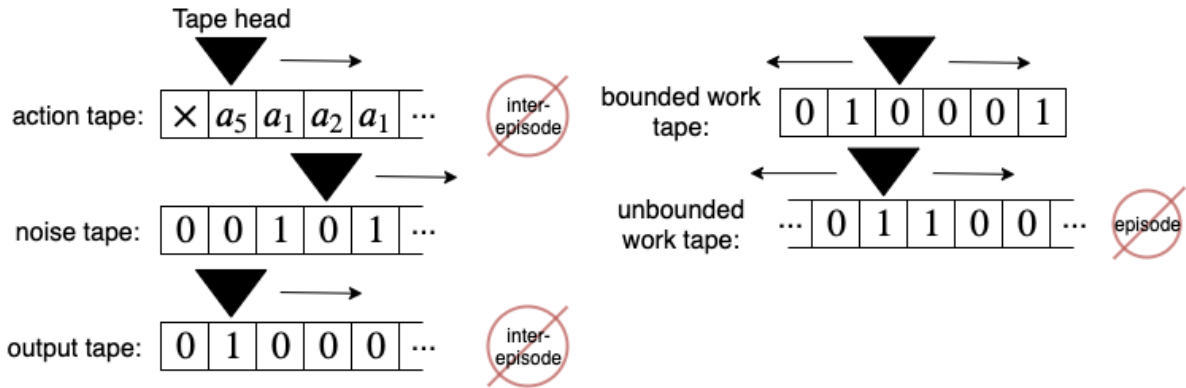 Tape head
action tape: × a₅ a₁ a₂ a₁ ···
inter-
episode
noise tape: 0 0 1 0 1 ···
output tape: 0 1 0 0 0 ···
inter-
episode
bounded work
tape: 0 1 0 0 0 1
unbounded
work tape: ··· 0 1 1 0 0 ···
episode